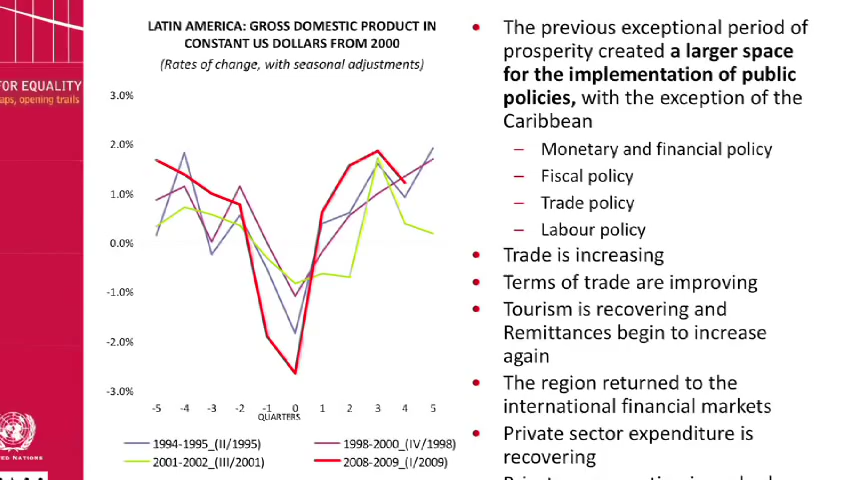 FOR EQUALITY
aps, opening trails
LATIN AMERICA: GROSS DOMESTIC PRODUCT IN
CONSTANT US DOLLARS FROM 2000
(Rates of change, with seasonal adjustments)
3.0%
2.0%
1.0%
0.0%
-1.0%
-2.0%
-3.0%
-5 -4 -3 -2 -1 0 1 2 3 4 5
QUARTERS
1994-1995_(II/1995) 1998-2000_(IV/1998)
2001-2002_(III/2001) 2008-2009_(I/2009)
• The previous exceptional period of
prosperity created a larger space
for the implementation of public
policies, with the exception of the
Caribbean
– Monetary and financial policy
– Fiscal policy
– Trade policy
– Labour policy
• Trade is increasing
• Terms of trade are improving
• Tourism is recovering and
Remittances begin to increase
again
• The region returned to the
international financial markets
• Private sector expenditure is
recovering
TED NATIONS